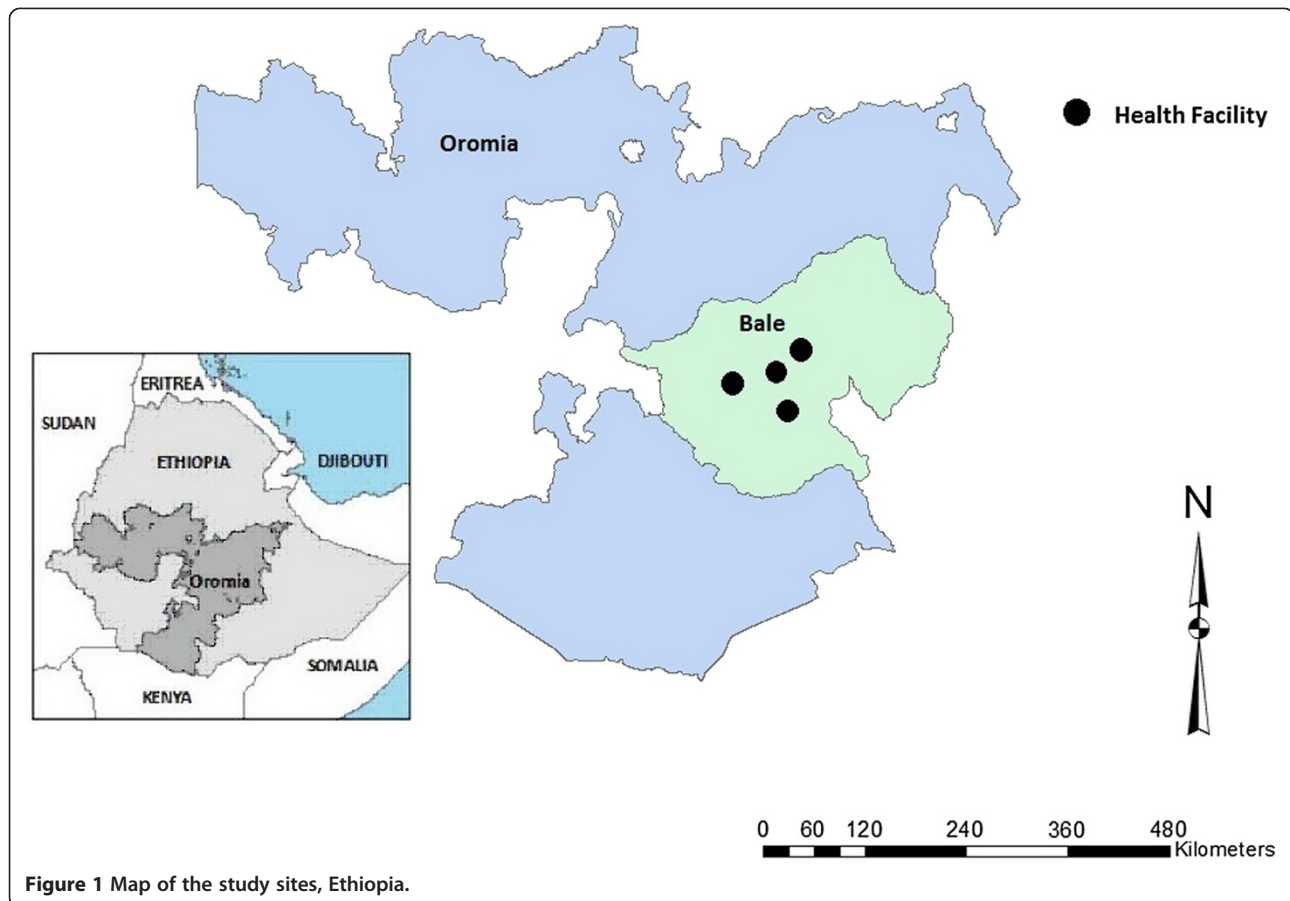 Oromia
Health Facility
Bale
ERITREA
SUDAN
ETHIOPIA
DJIBOUTI
Oromia
SOMALIA
KENYA
N
0 60 120 240 360 480
Kilometers
Figure 1 Map of the study sites, Ethiopia.